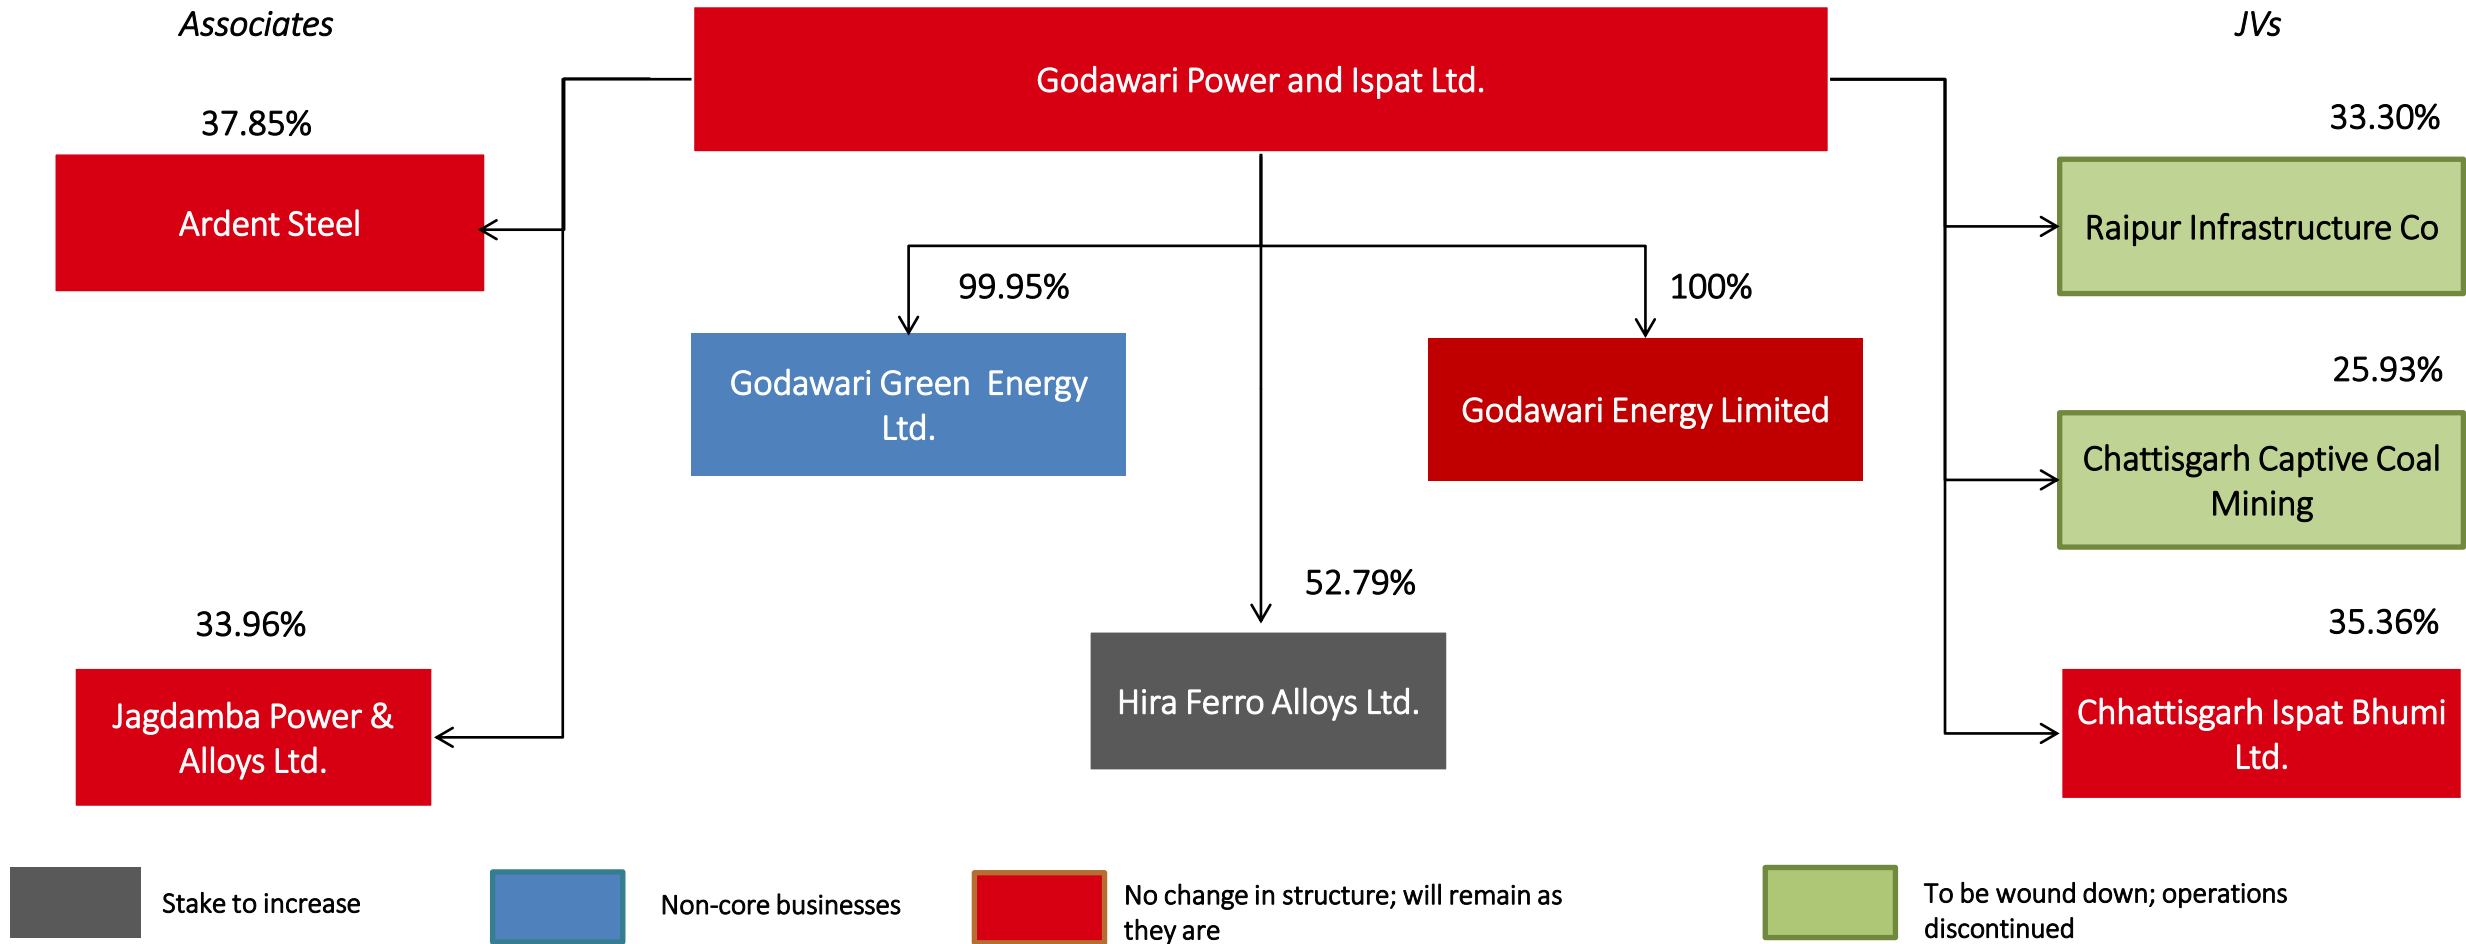 Associates
Godawari Power and Ispat Ltd.
JVs
37.85%
Ardent Steel
33.30%
Raipur Infrastructure Co
99.95%
Godawari Green Energy
Ltd.
100%
Godawari Energy Limited
25.93%
Chattisgarh Captive Coal
Mining
52.79%
Hira Ferro Alloys Ltd.
33.96%
Jagdamba Power &
Alloys Ltd.
35.36%
Chhattisgarh Ispat Bhumi
Ltd.
Stake to increase
Non-core businesses
No change in structure; will remain as
they are
To be wound down; operations
discontinued